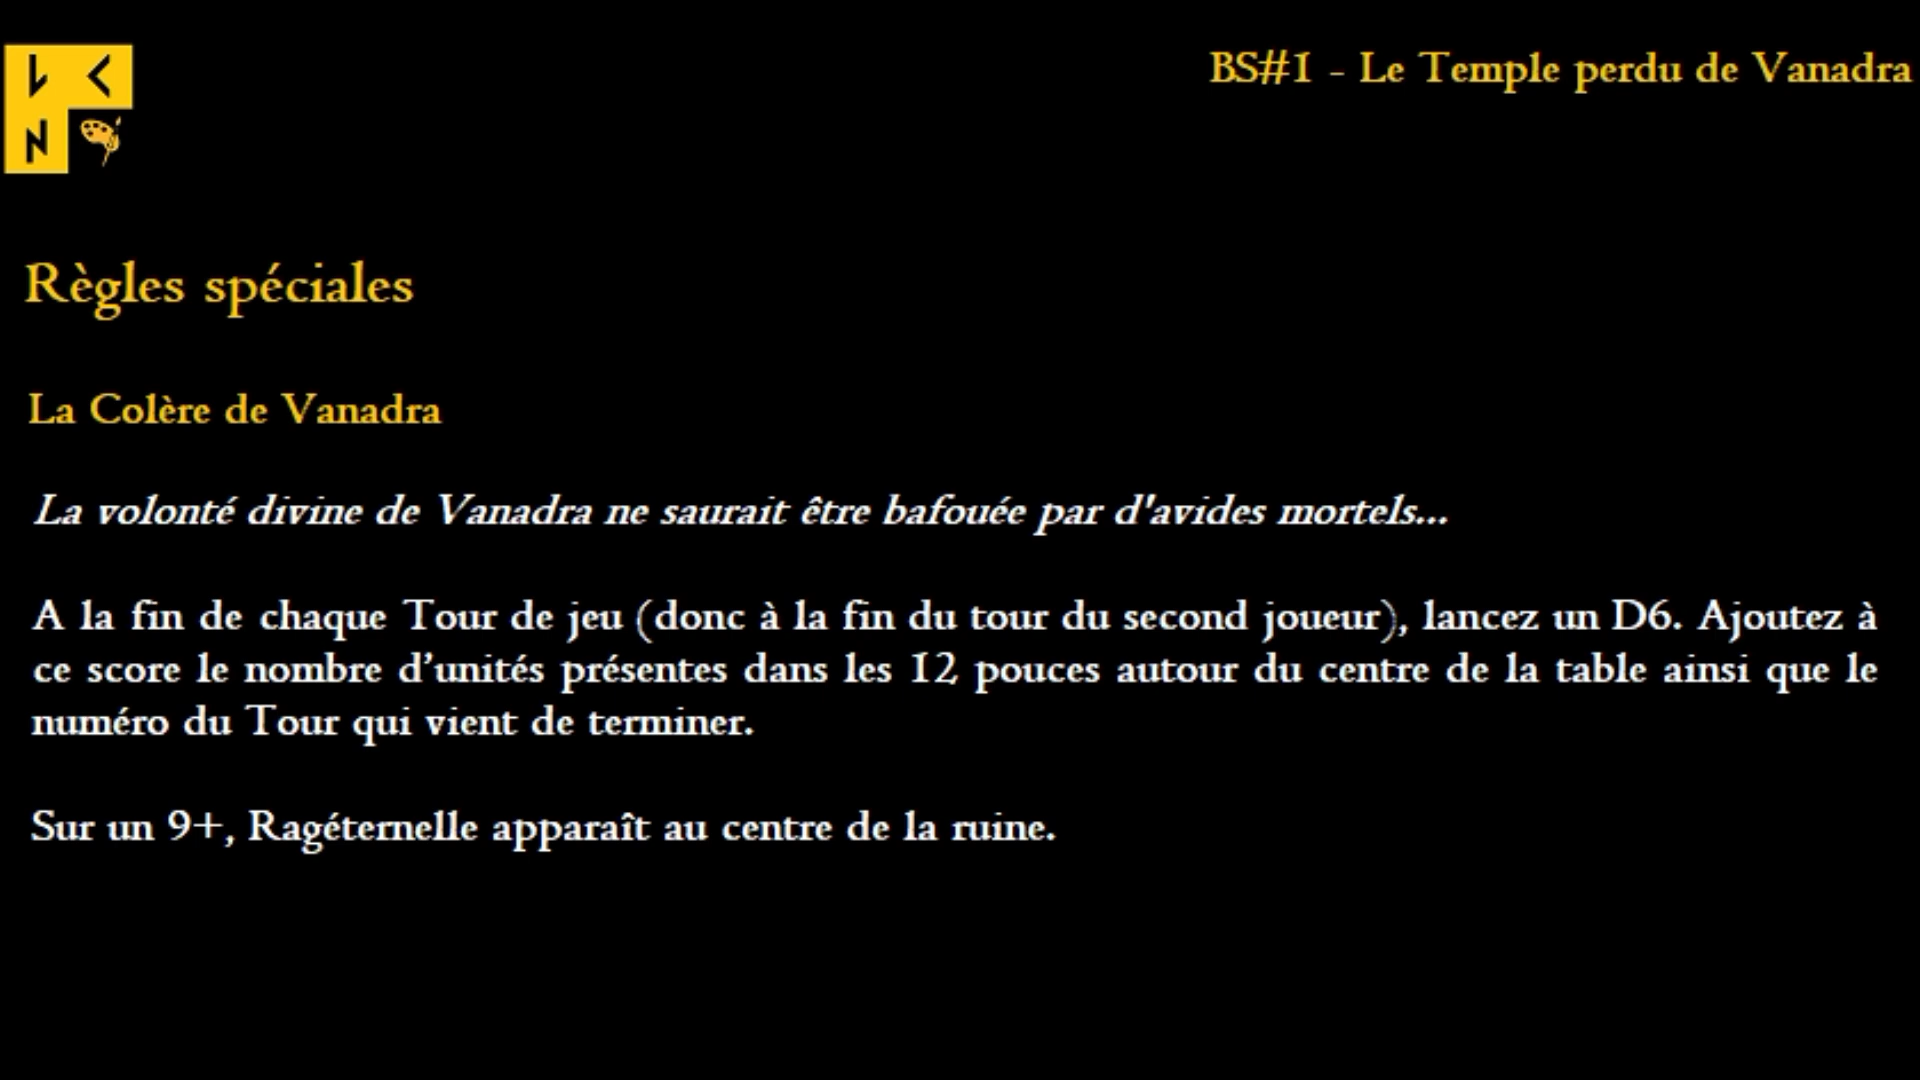 BS#1 - Le Temple perdu de Vanadra
Règles spéciales
La Colère de Vanadra
La volonté divine de Vanadra ne saurait être bafouée par d'avides mortels...
A la fin de chaque Tour de jeu (donc à la fin du tour du second joueur), lancez un D6. Ajoutez à
ce score le nombre d’unités présentes dans les 12 pouces autour du centre de la table ainsi que le
numéro du Tour qui vient de terminer.
Sur un 9+, Ragéternelle apparaît au centre de la ruine.